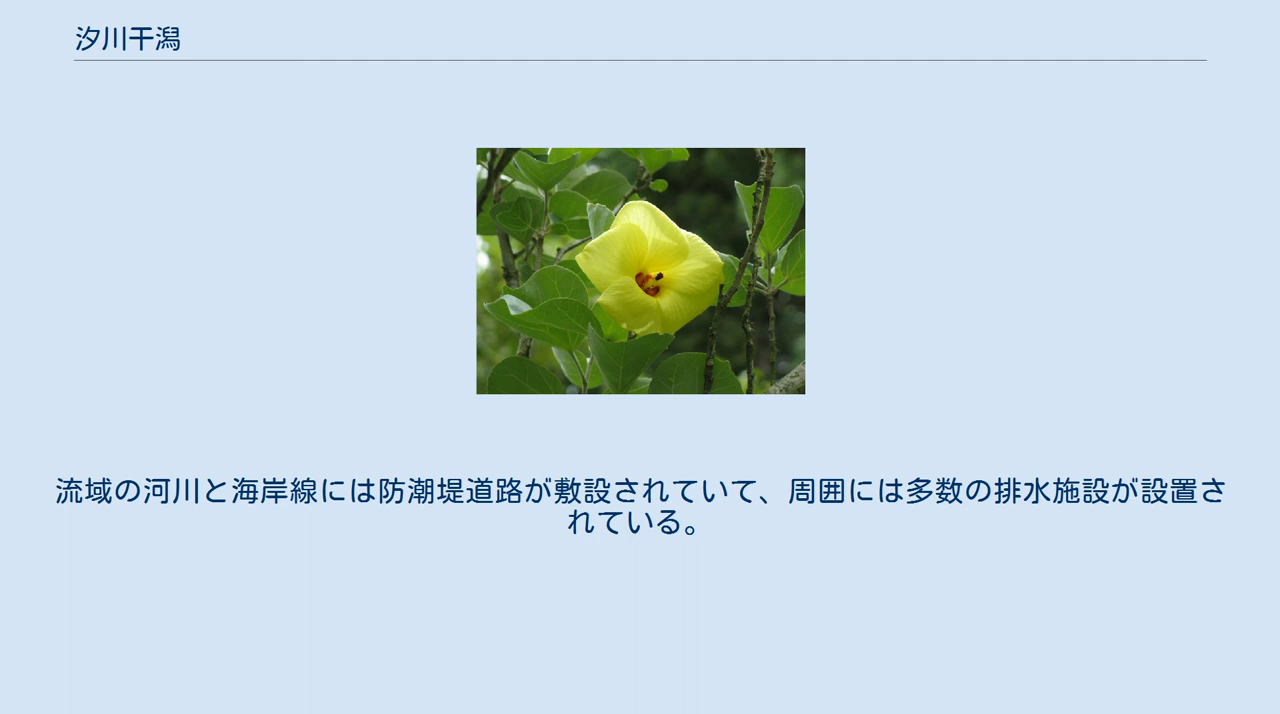 汐川干潟
流域の河川と海岸線には防潮堤道路が敷設されていて、周囲には多数の排水施設が設置さ
れている。